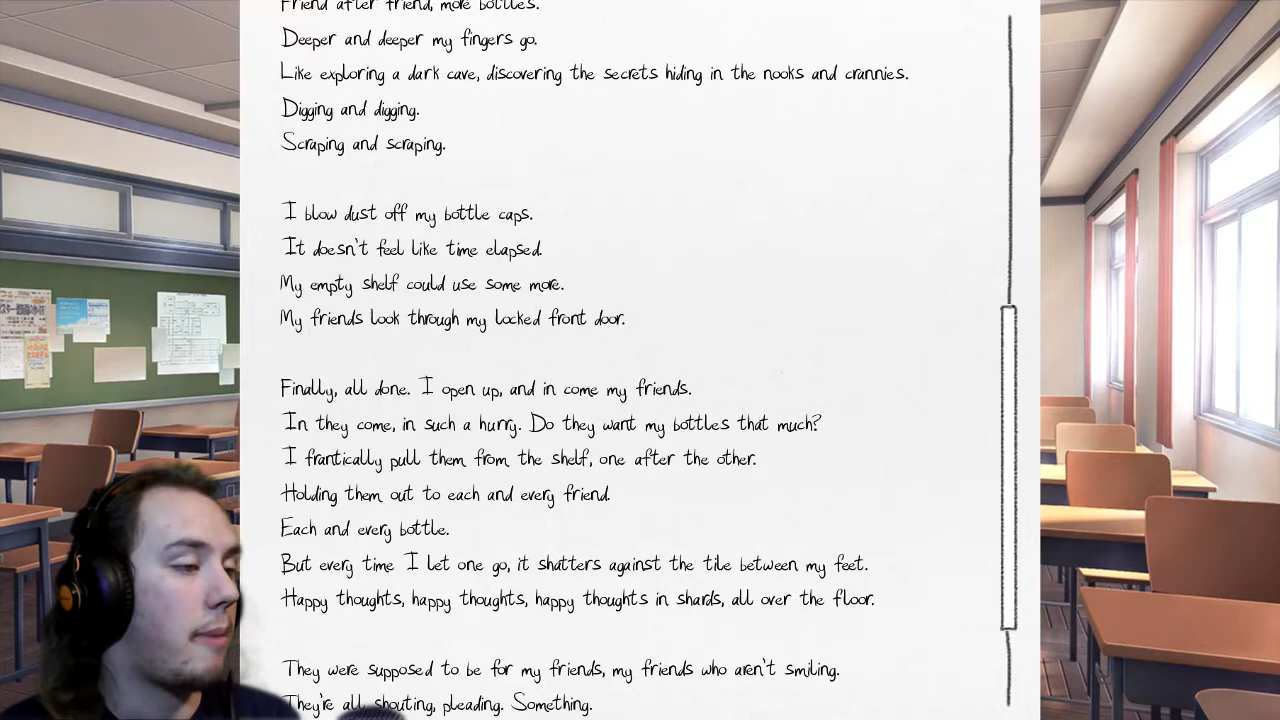 Friend after friend, more bottles.
Deeper and deeper my fingers go.
Like exploring a dark cave, discovering the secrets hiding in the nooks and crannies.
Digging and digging.
Scraping and scraping.
I blow dust off my bottle caps.
It doesn't feel like time elapsed.
My empty shelf could use some more.
My friends look through my locked front door.
Finally, all done. I open up, and in come my friends.
In they come, in such a hurry. Do they want my bottles that much?
I frantically pull them from the shelf, one after the other.
Holding them out to each and every friend.
Each and every bottle.
But every time I let one go, it shatters against the tile between my feet.
Happy thoughts, happy thoughts, happy thoughts in shards, all over the floor.
They were supposed to be for my friends, my friends who aren't smiling.
They're all shouting, pleading. Something.